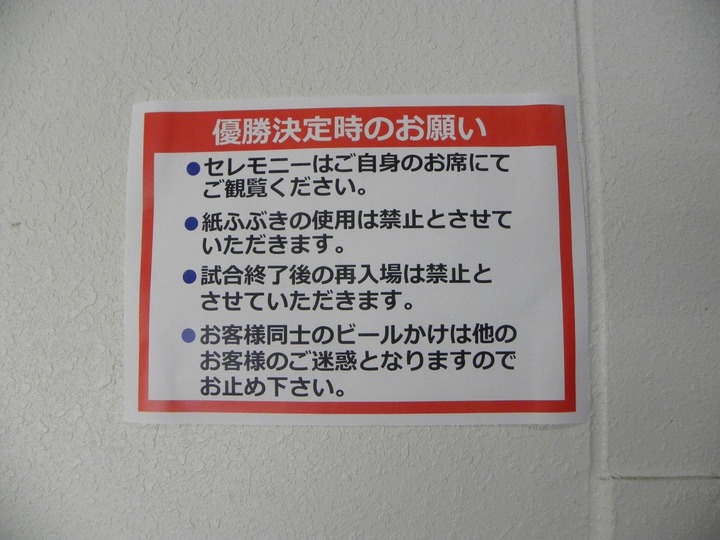 優勝決定時のお願い
●セレモニーはご自身のお席にて
ご観覧ください。
●紙ふぶきの使用は禁止とさせて
いただきます。
●試合終了後の再入場は禁止と
させていただきます。
●お客様同士のビールかけは他の
お客様のご迷惑となりますので
お止め下さい。